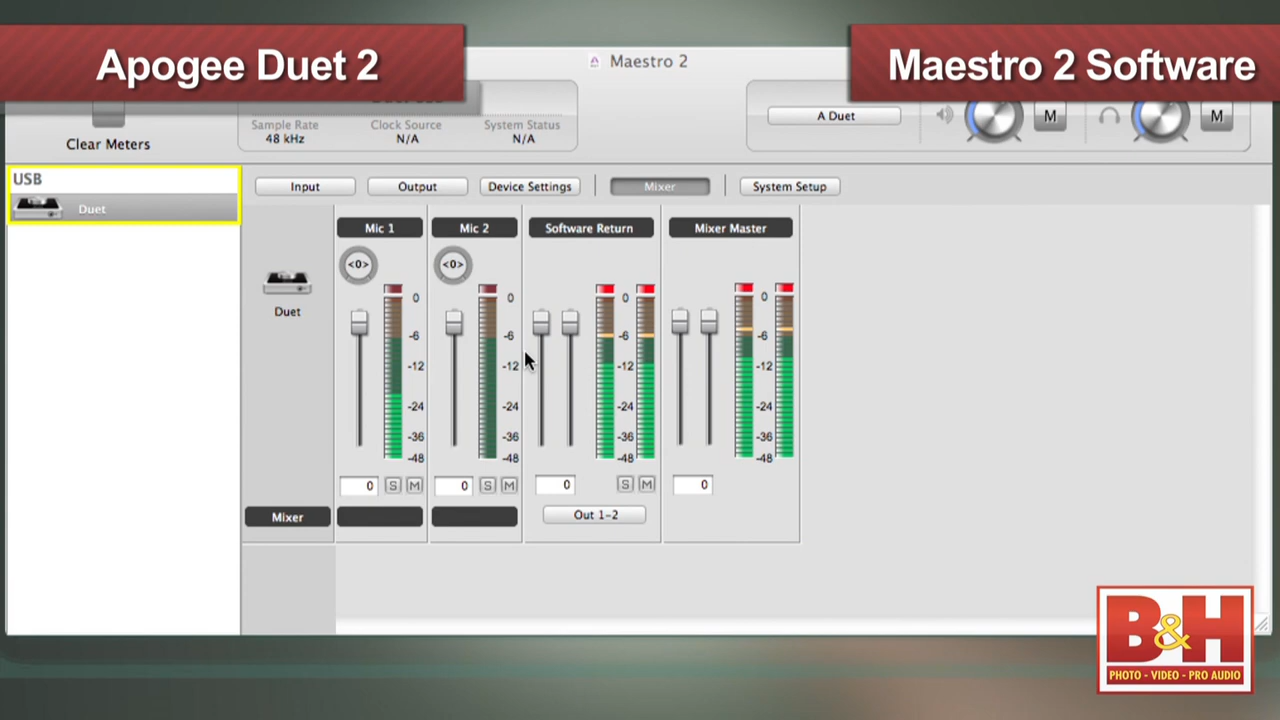 Apogee Duet 2
Maestro 2 Software
Maestro 2
Clear Meters
Sample Rate
48 kHz
Clock Source
N/A
System Status
N/A
A Duet
M
M
USB
Duet
Input
Output
Device Settings
Mixer
System Setup
Duet
Mixer
Mic 1
<0>
0
-6
-12
-24
-36
-48
0
S
M
Mic 2
<0>
0
-6
-12
-24
-36
-48
0
S
M
Software Return
0
-6
-12
-24
-36
-48
0
S
M
Out 1-2
Mixer Master
0
-6
-12
-24
-36
-48
0
B&H
PHOTO - VIDEO - PRO AUDIO